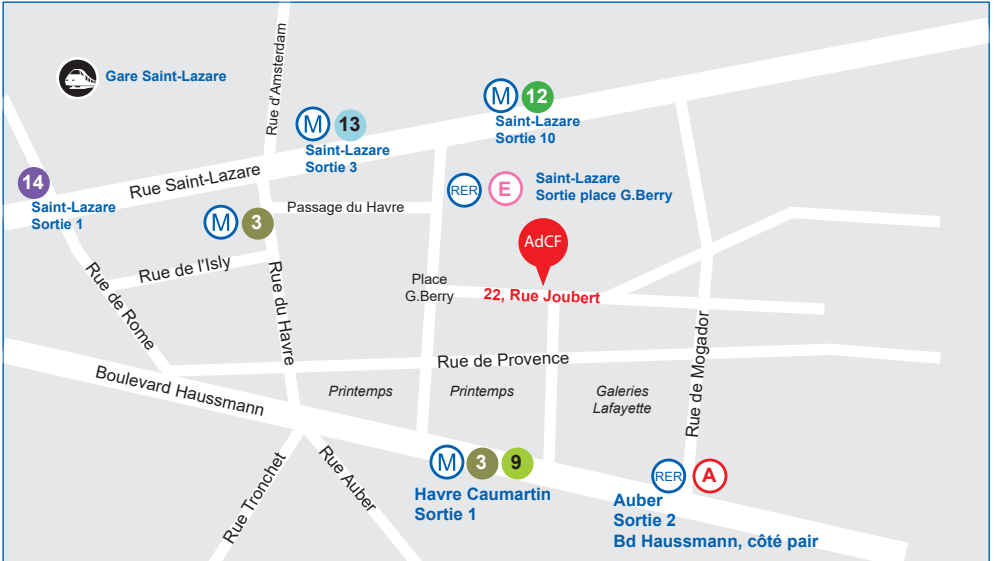 Gare Saint-Lazare
Rue d'Amsterdam
M 13
Saint-Lazare
Sortie 3
M 12
Saint-Lazare
Sortie 10
14
Saint-Lazare
Sortie 1
Rue Saint-Lazare
RER E
Saint-Lazare
Sortie place G.Berry
Passage du Havre
M 3
AdCF
22, Rue Joubert
Place
G.Berry
Rue de l'Isly
Rue de Rome
Rue du Havre
Rue de Provence
Rue de Mogador
Boulevard Haussmann
Printemps
Printemps
Galeries
Lafayette
Rue Tronchet
Rue Auber
M 3 9
Havre Caumartin
Sortie 1
RER A
Auber
Sortie 2
Bd Haussmann, côté pair